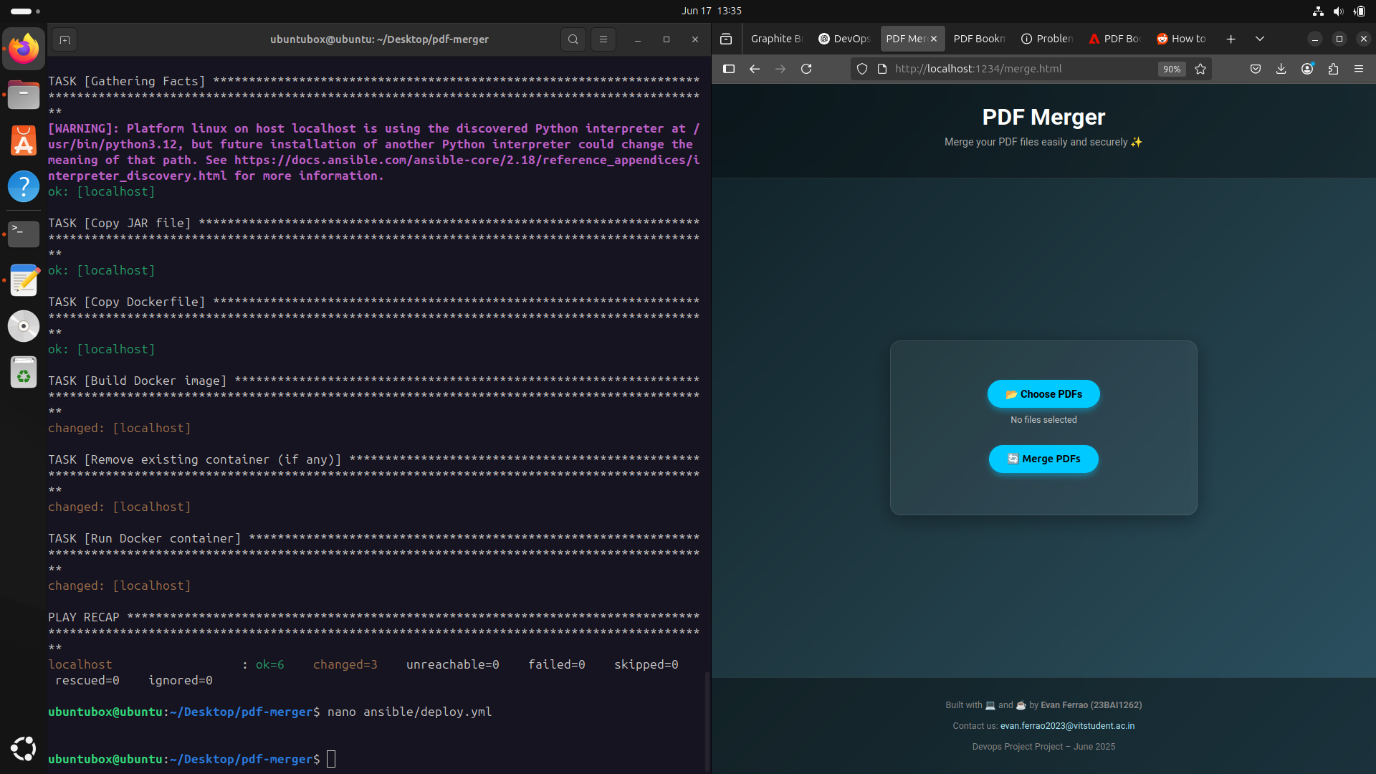 Jun 17 13:35
ubuntubox@ubuntu: ~/Desktop/pdf-merger
TASK [Gathering Facts] ********************************************************************
*******************************************************************************************
**
[WARNING]: Platform linux on host localhost is using the discovered Python interpreter at /
usr/bin/python3.12, but future installation of another Python interpreter could change the
meaning of that path. See https://docs.ansible.com/ansible-core/2.18/reference_appendices/i
nterpreter_discovery.html for more information.
ok: [localhost]
TASK [Copy JAR file] **********************************************************************
*******************************************************************************************
**
ok: [localhost]
TASK [Copy Dockerfile] ********************************************************************
*******************************************************************************************
**
ok: [localhost]
TASK [Build Docker image] *****************************************************************
*******************************************************************************************
**
changed: [localhost]
TASK [Remove existing container (if any)] *************************************************
*******************************************************************************************
**
changed: [localhost]
TASK [Run Docker container] ***************************************************************
*******************************************************************************************
**
changed: [localhost]
PLAY RECAP ********************************************************************************
*******************************************************************************************
**
localhost                  : ok=6    changed=3    unreachable=0    failed=0    skipped=0
 rescued=0    ignored=0
ubuntubox@ubuntu:~/Desktop/pdf-merger$ nano ansible/deploy.yml
ubuntubox@ubuntu:~/Desktop/pdf-merger$
Graphite Br
DevOps
PDF Mer
PDF Bookm
Problem
PDF Boo
How to
http://localhost:1234/merge.html
90%
PDF Merger
Merge your PDF files easily and securely ✨
📂 Choose PDFs
No files selected
🔄 Merge PDFs
Built with 💻 and ☕ by Evan Ferrao (23BAI1262)
Contact us: evan.ferrao2023@vitstudent.ac.in
Devops Project Project – June 2025